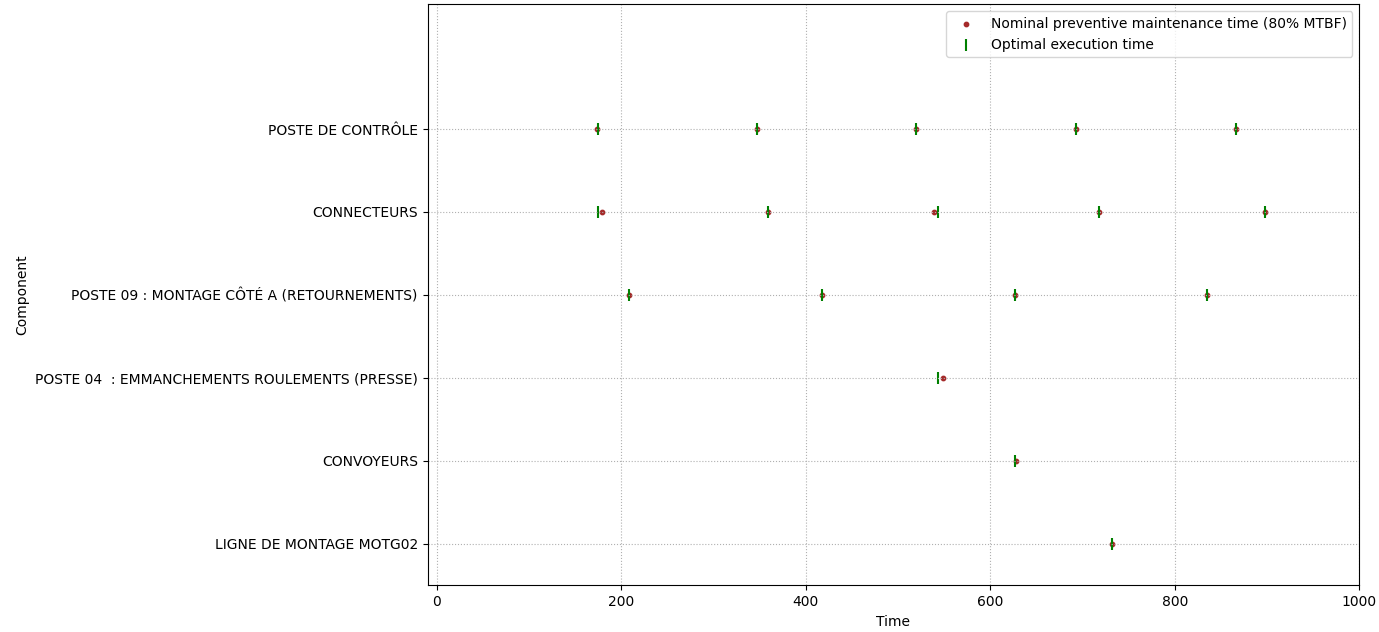 Nominal preventive maintenance time (80% MTBF)
Optimal execution time
POSTE DE CONTRÔLE
CONNECTEURS
POSTE 09 : MONTAGE CÔTÉ A (RETOURNEMENTS)
POSTE 04  : EMMANCHEMENTS ROULEMENTS (PRESSE)
CONVOYEURS
LIGNE DE MONTAGE MOTG02
Component
0 200 400 600 800 1000
Time